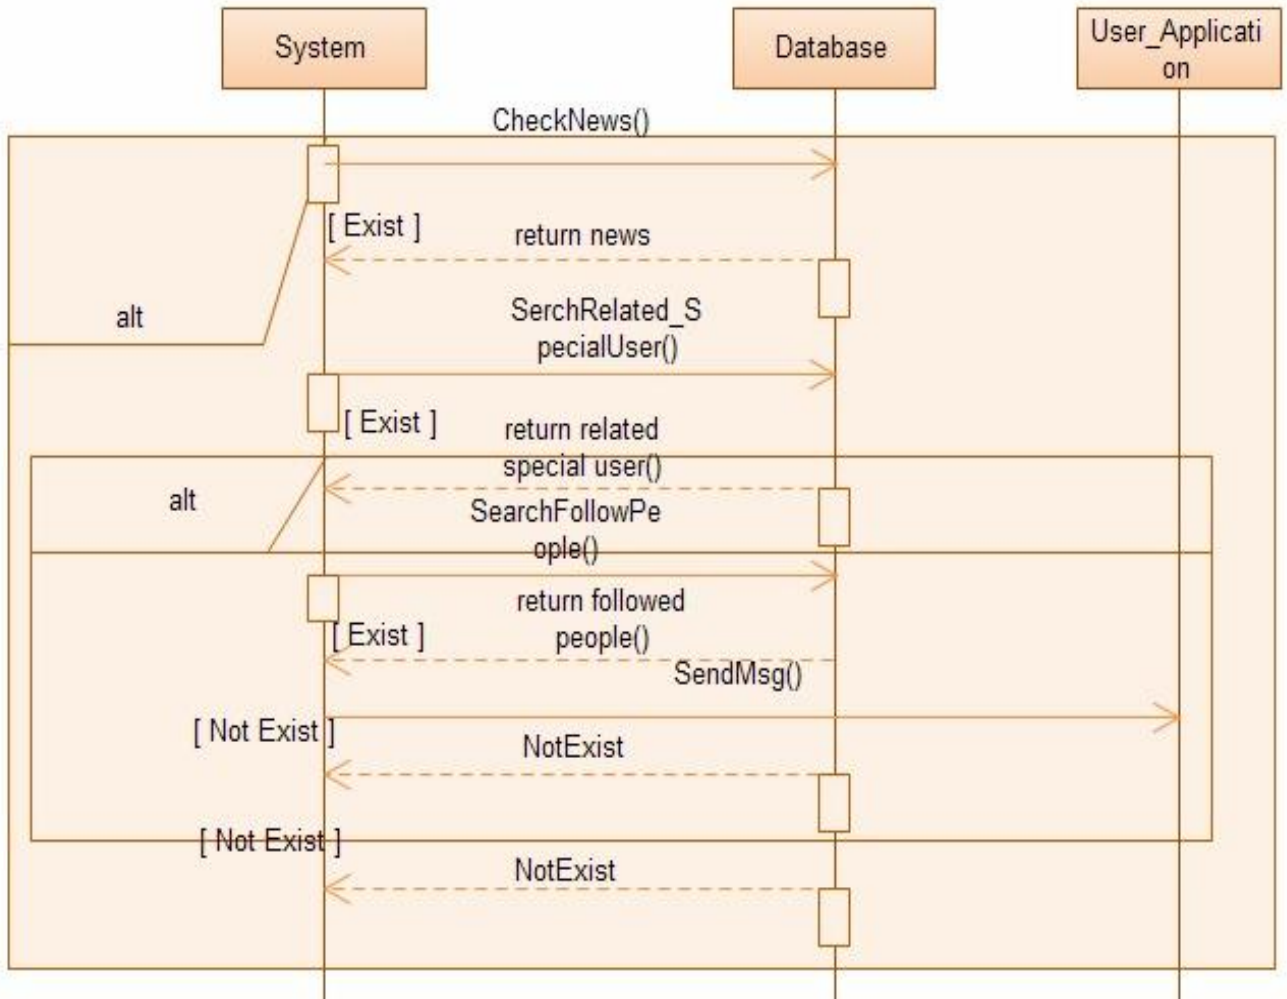 System
Database
User_Applicati
on
CheckNews()
[ Exist ]
return news
alt
SerchRelated_S
pecialUser()
[ Exist ]
return related
special user()
alt
SearchFollowPe
ople()
return followed
[ Exist ]
people()
SendMsg()
[ Not Exist ]
NotExist
[ Not Exist ]
NotExist